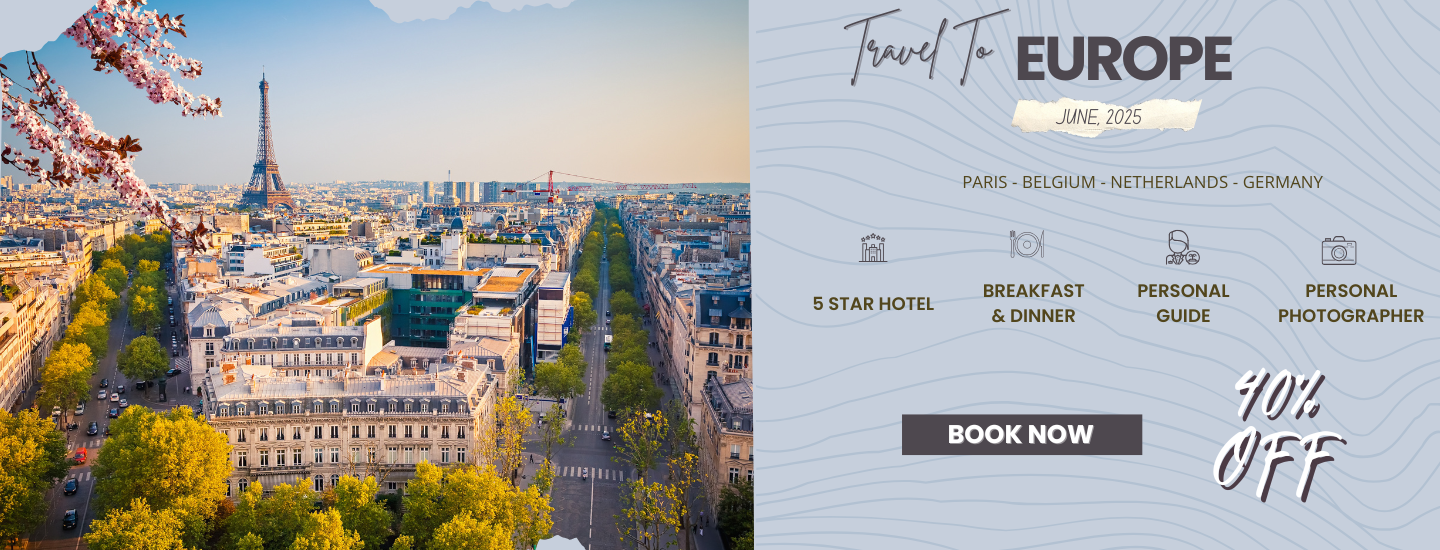 Travel To EUROPE
JUNE, 2025
PARIS - BELGIUM - NETHERLANDS - GERMANY
5 STAR HOTEL
BREAKFAST
& DINNER
PERSONAL
GUIDE
PERSONAL
PHOTOGRAPHER
BOOK NOW
40%
OFF